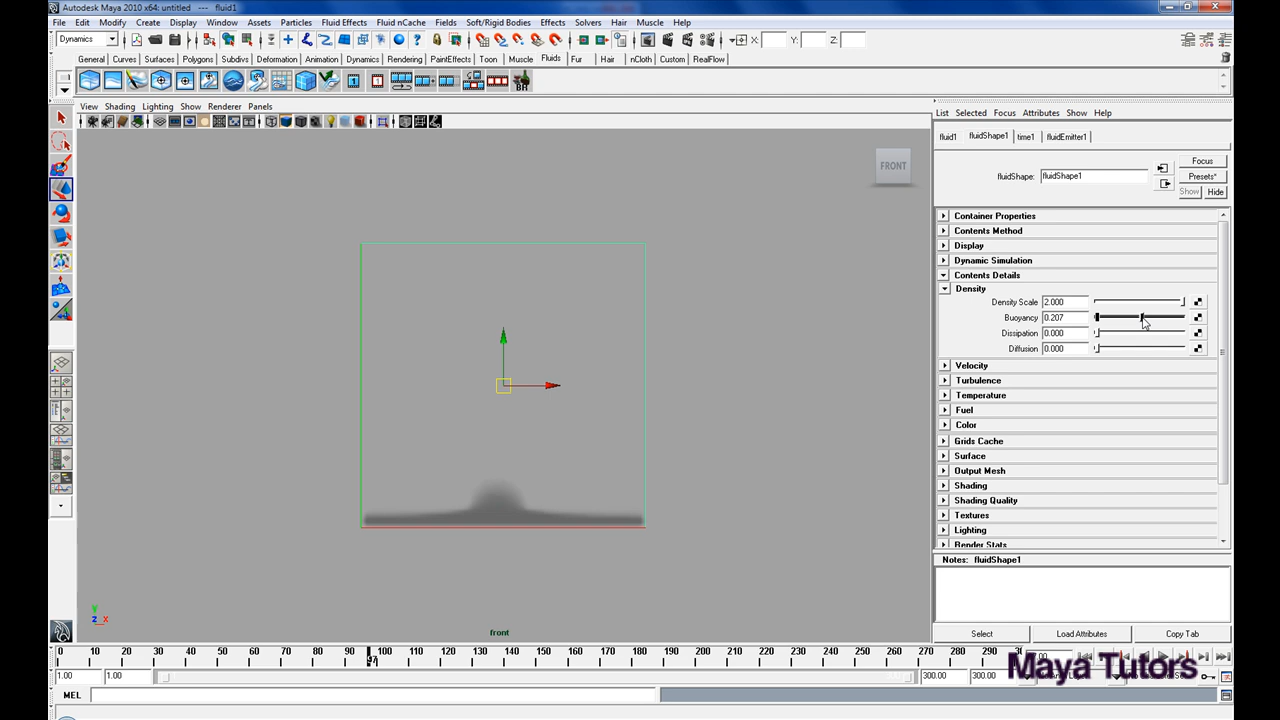 Autodesk Maya 2010 x64: untitled --- fluid1
File Edit Modify Create Display Window Assets Particles Fluid Effects Fluid nCache Fields Soft/Rigid Bodies Effects Solvers Hair Muscle Help
Dynamics X: Y: Z:
General Curves Surfaces Polygons Subdivs Deformation Animation Dynamics Rendering PaintEffects Toon Muscle Fluids Fur Hair nCloth Custom RealFlow
View Shading Lighting Show Renderer Panels
List Selected Focus Attributes Show Help
fluid1 fluidShape1 time1 fluidEmitter1
FRONT
Focus
fluidShape: fluidShape1 Presets*
Show Hide
Container Properties
Contents Method
Display
Dynamic Simulation
Contents Details
Density
Density Scale 2.000
Buoyancy 0.207
Dissipation 0.000
Diffusion 0.000
Velocity
Turbulence
Temperature
Fuel
Color
Grids Cache
Surface
Output Mesh
Shading
Shading Quality
Textures
Lighting
Render Stats
Notes: fluidShape1
y
z x
front
Select Load Attributes Copy Tab
0 10 20 30 40 50 60 70 80 90 100 110 120 130 140 150 160 170 180 190 200 210 220 230 240 250 260 270 280 290 300
1.00 1.00 300.00 300.00
Maya Tutors
MEL